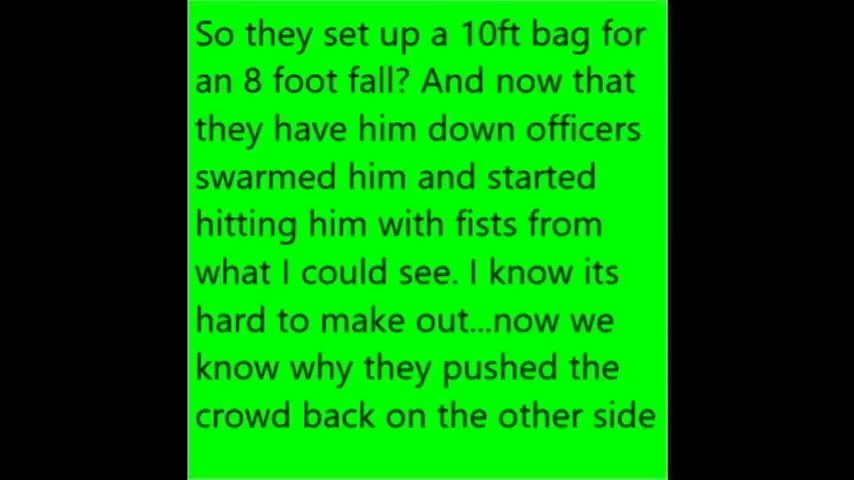 So they set up a 10ft bag for
an 8 foot fall? And now that
they have him down officers
swarmed him and started
hitting him with fists from
what I could see. I know its
hard to make out...now we
know why they pushed the
crowd back on the other side